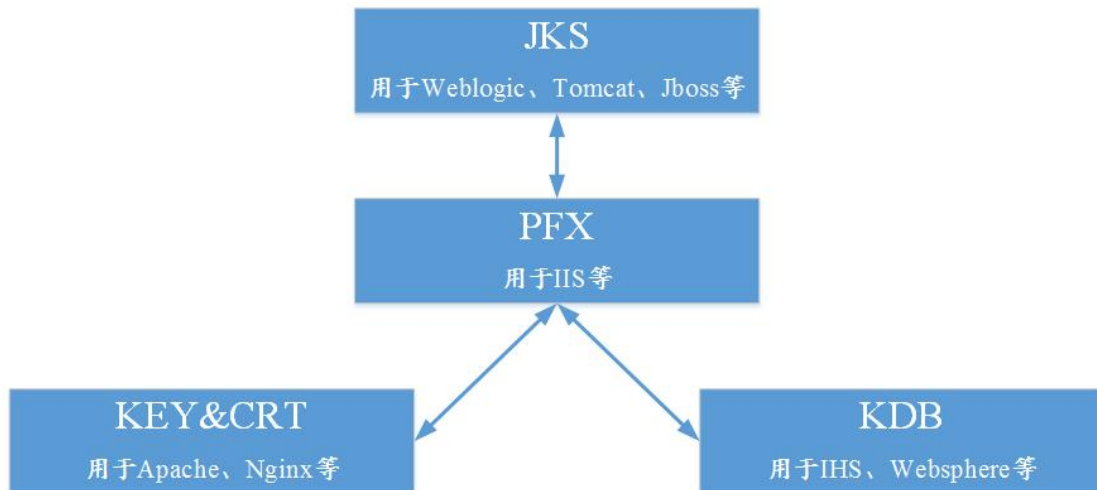 JKS
用于Weblogic、Tomcat、Jboss等
PFX
用于IIS等
KEY&CRT
用于Apache、Nginx等
KDB
用于IHS、Websphere等